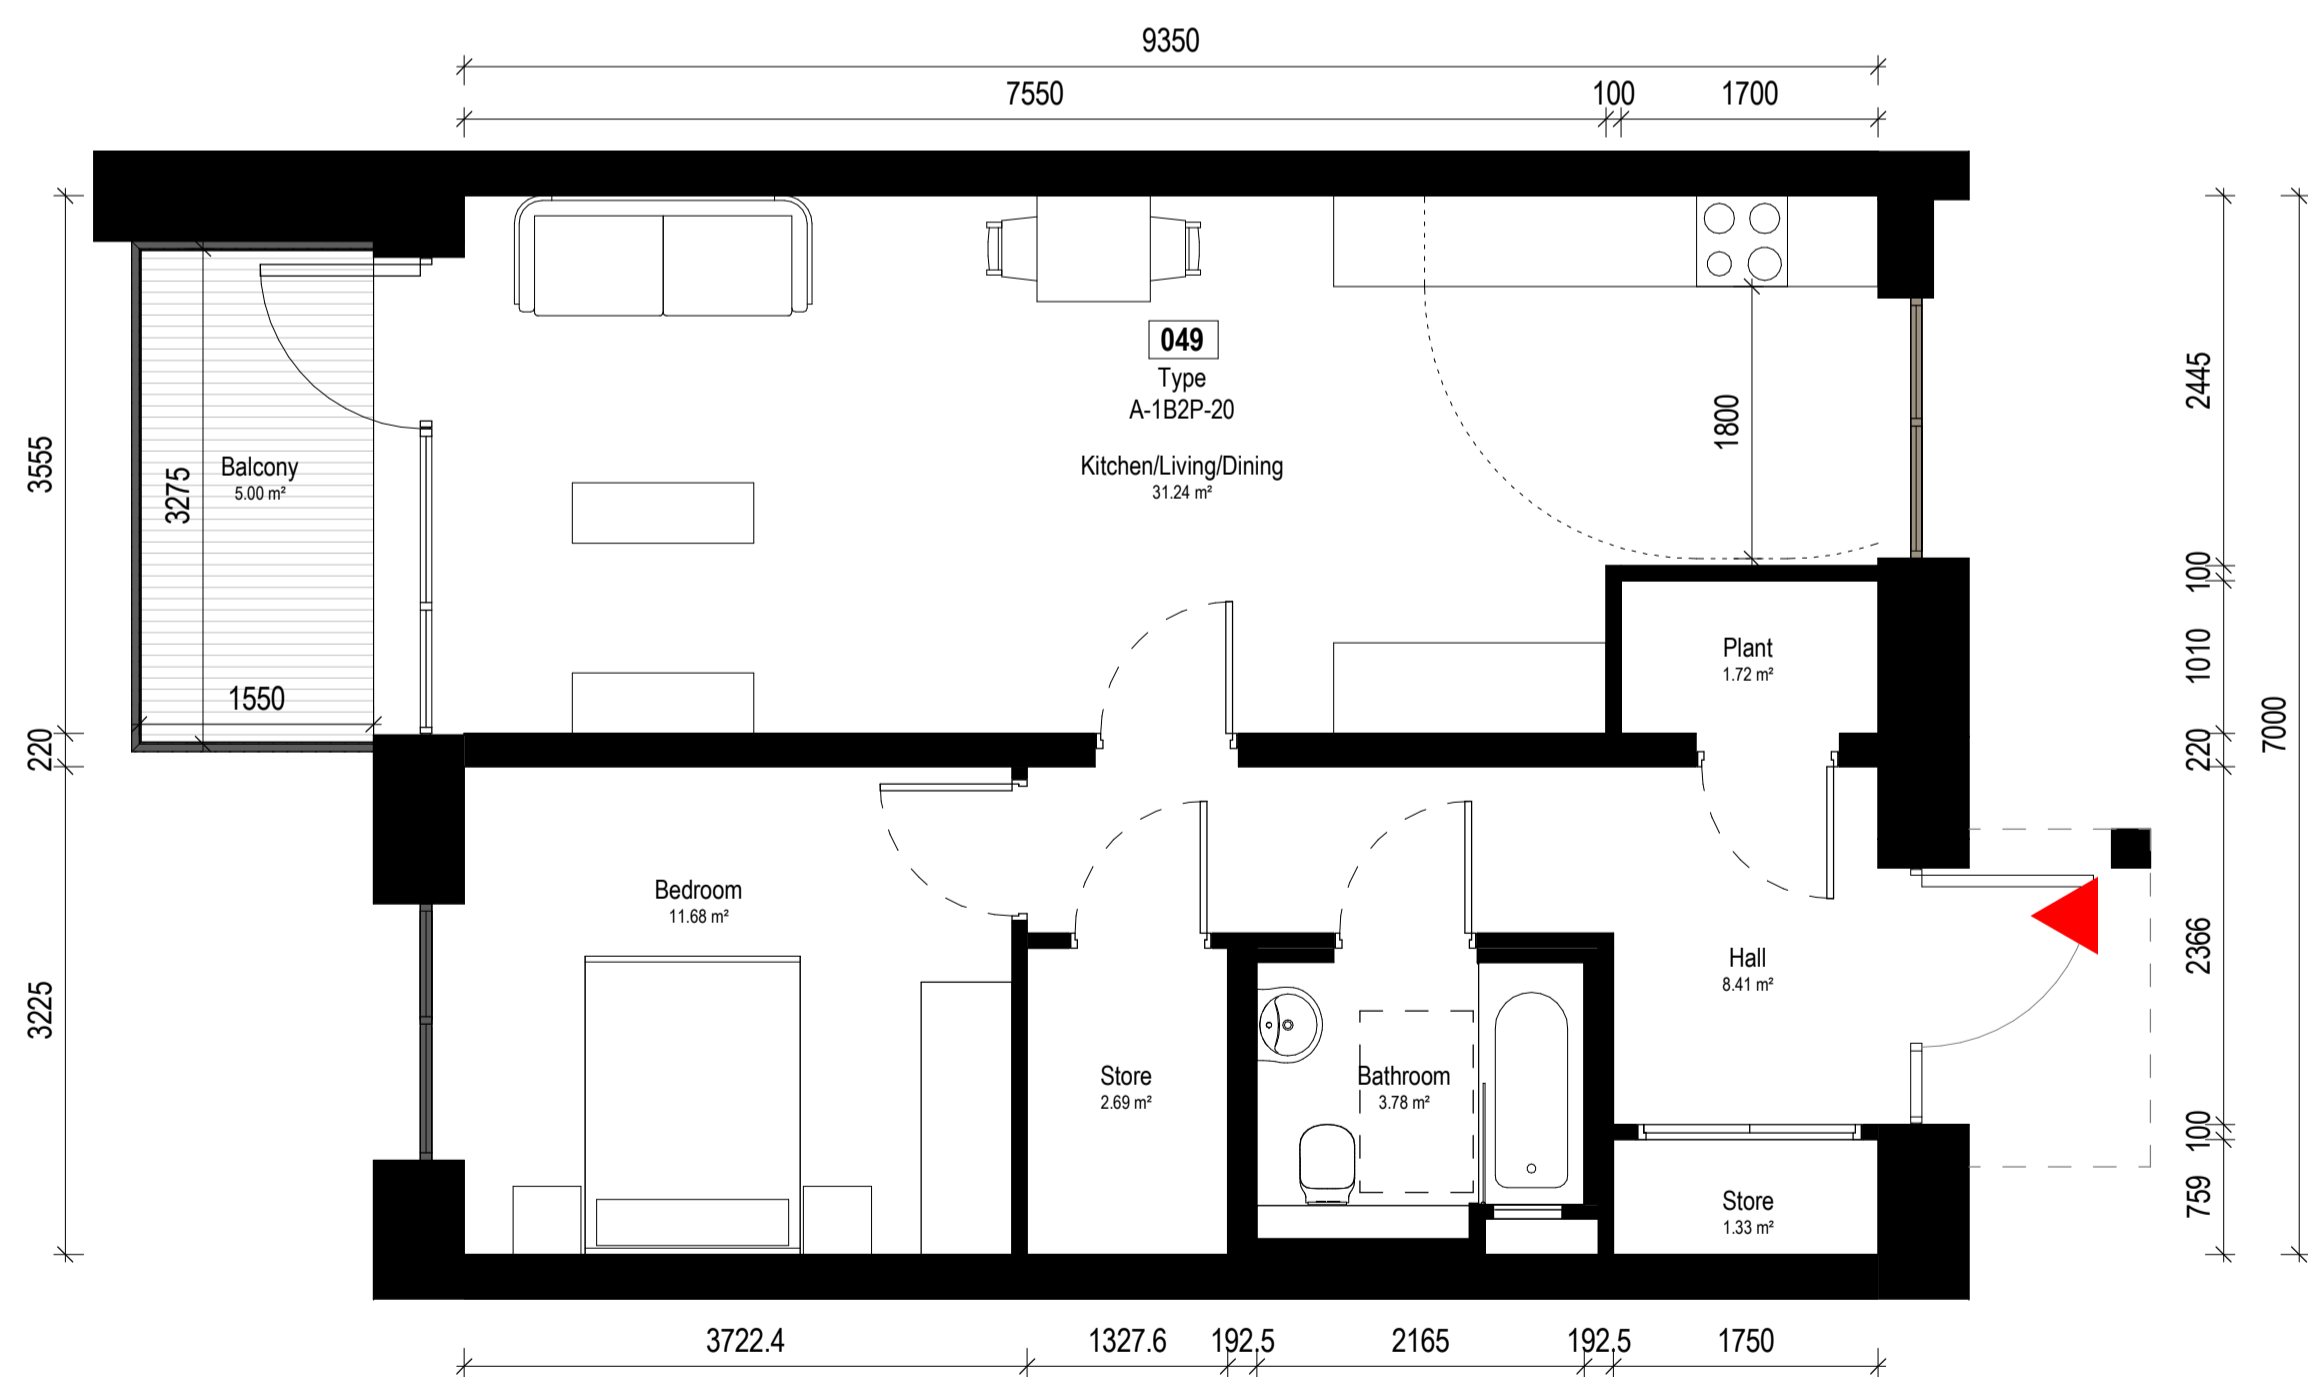 9350
7550 100 1700
049
Type
A-1B2P-20
Kitchen/Living/Dining
31.24 m²
1800
Balcony
5.00 m²
3275
1550
3555
220
3225
2445
100
1010
220
2366
100
759
7000
Plant
1.72 m²
Bedroom
11.68 m²
Hall
8.41 m²
Store
2.69 m²
Bathroom
3.78 m²
Store
1.33 m²
3722.4 1327.6 192.5 2165 192.5 1750